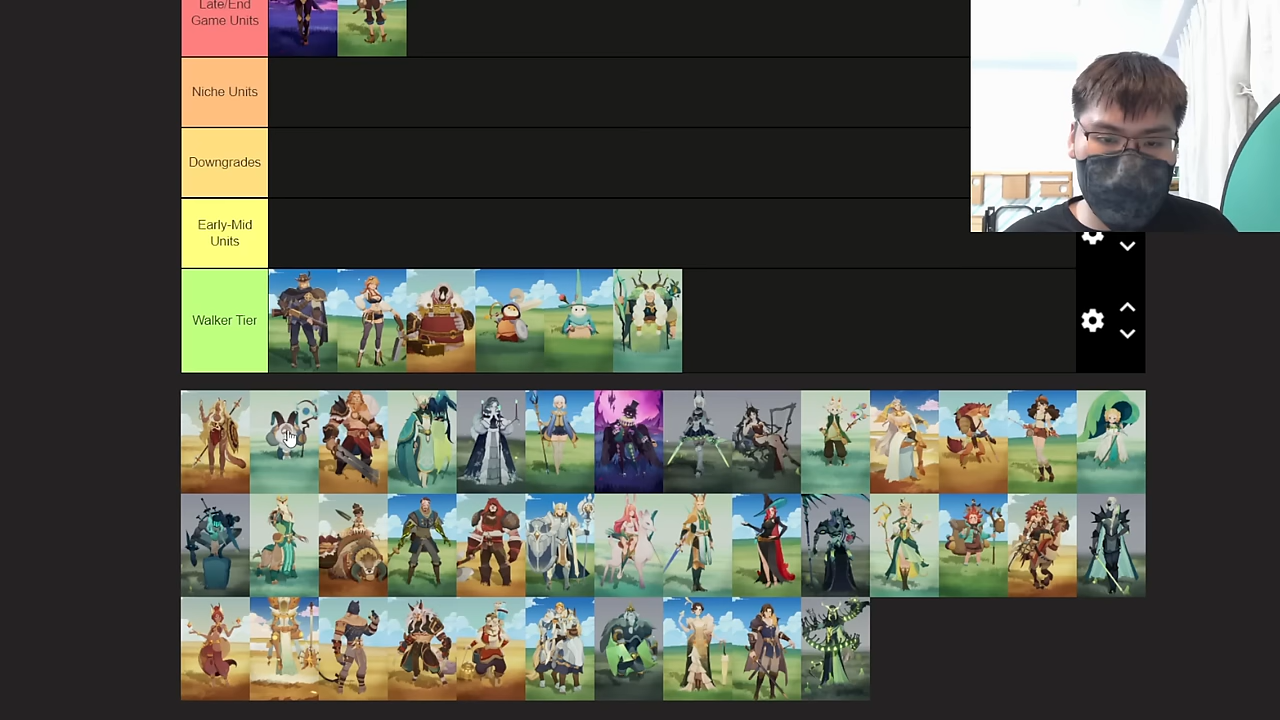 Late/End
Game Units
Niche Units
Downgrades
Early-Mid
Units
Walker Tier